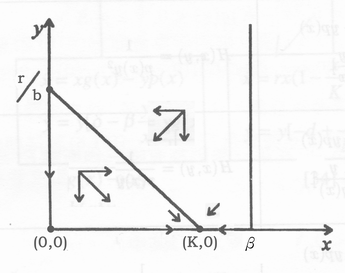 y
r/b
(0,0)
(K,0)
β
x